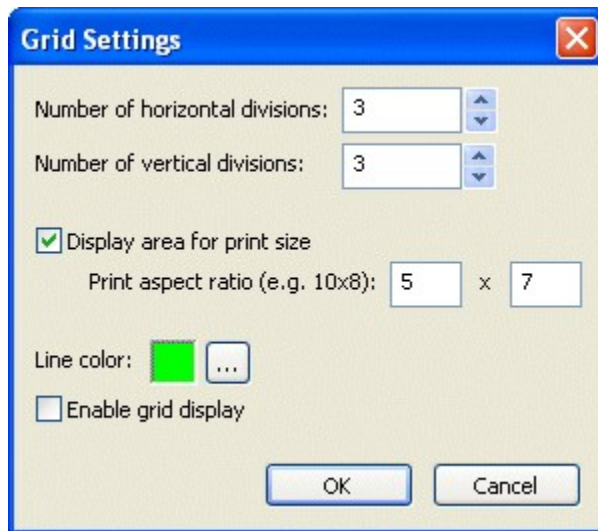 Grid Settings
Number of horizontal divisions: 3
Number of vertical divisions: 3
Display area for print size
Print aspect ratio (e.g. 10x8): 5 x 7
Line color: ...
Enable grid display
OK Cancel